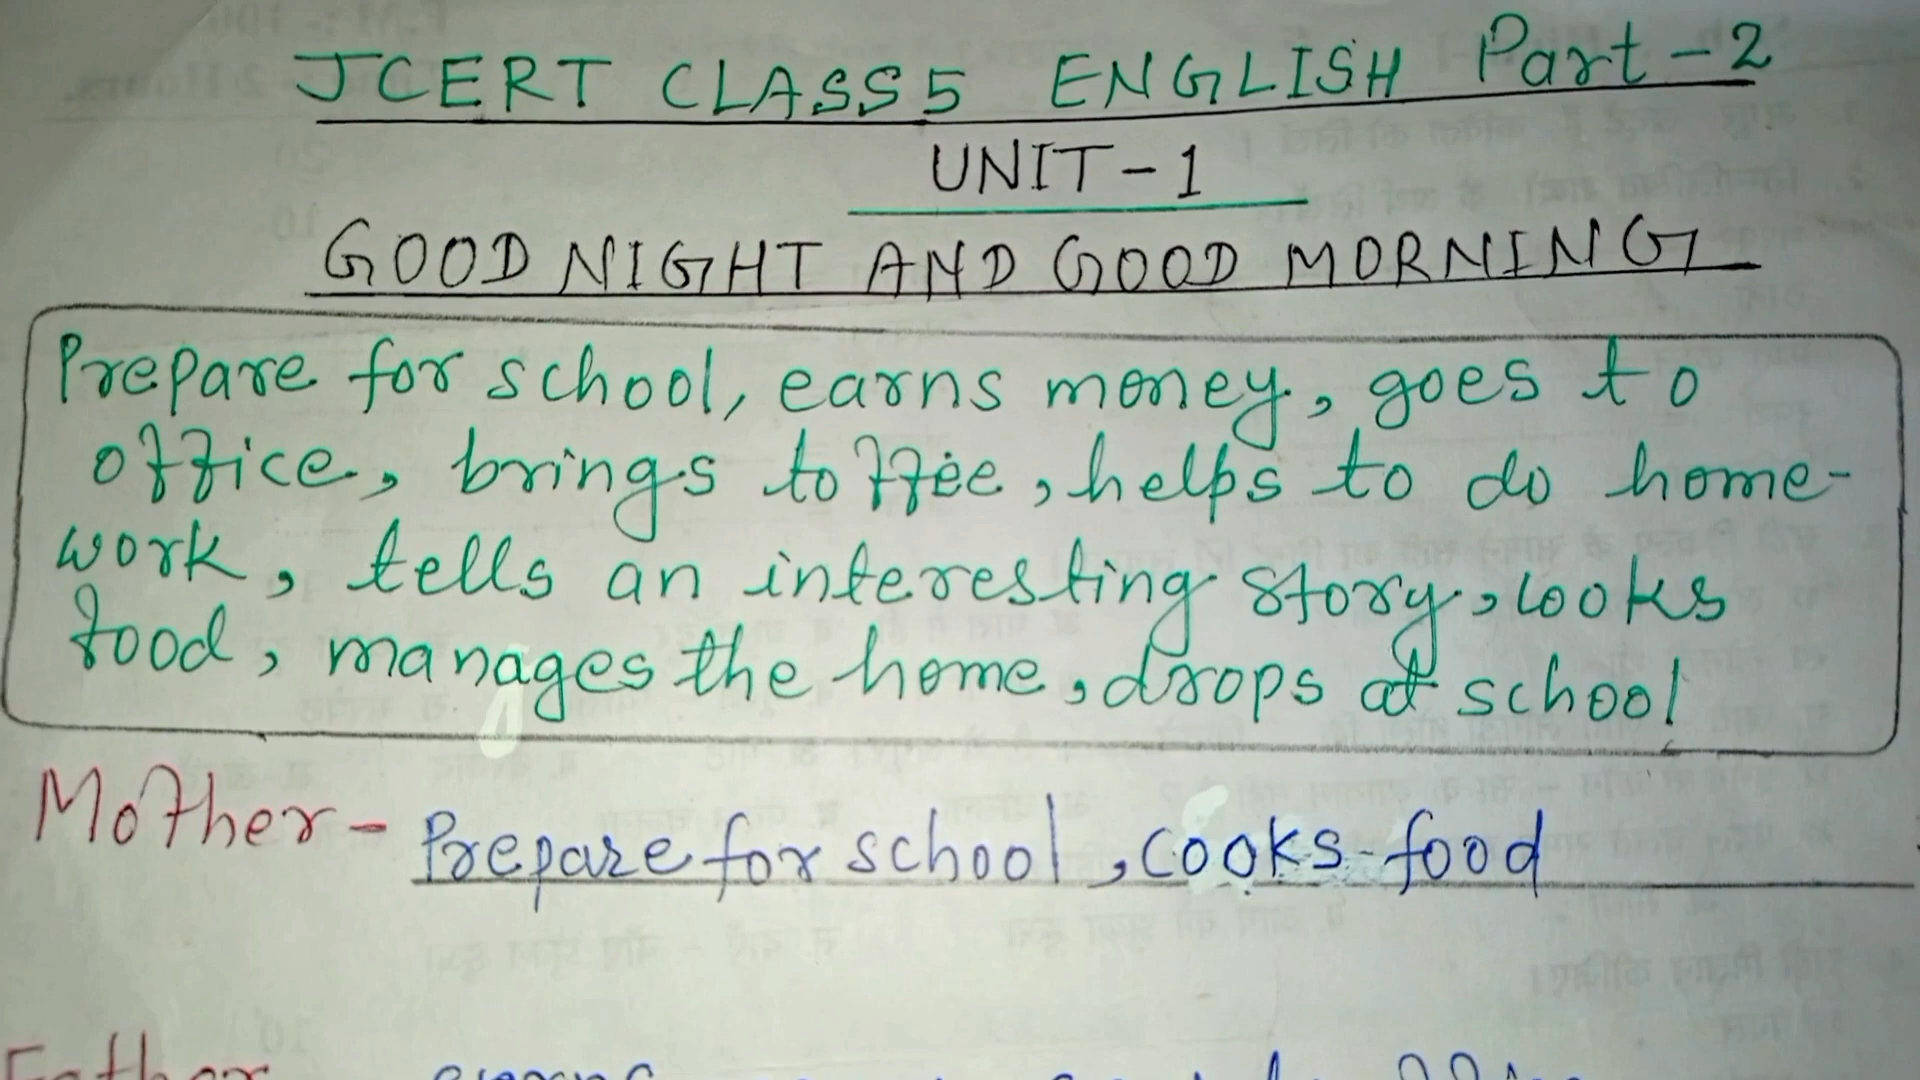 JCERT CLASS 5 ENGLISH Part-2
UNIT-1
GOOD NIGHT AND GOOD MORNING
Prepare for school, earns money, goes to
office, brings toffee, helps to do home-
work, tells an interesting story, cooks
food, manages the home, drops at school
Mother- Prepare for school, cooks food
Father